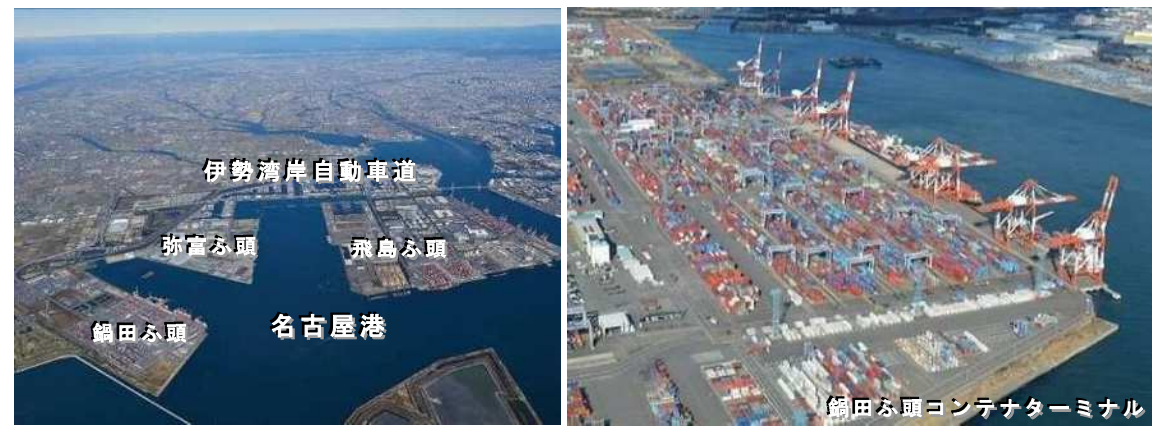 伊勢湾岸自動車道
弥富ふ頭
飛島ふ頭
鍋田ふ頭
名古屋港
鍋田ふ頭コンテナターミナル